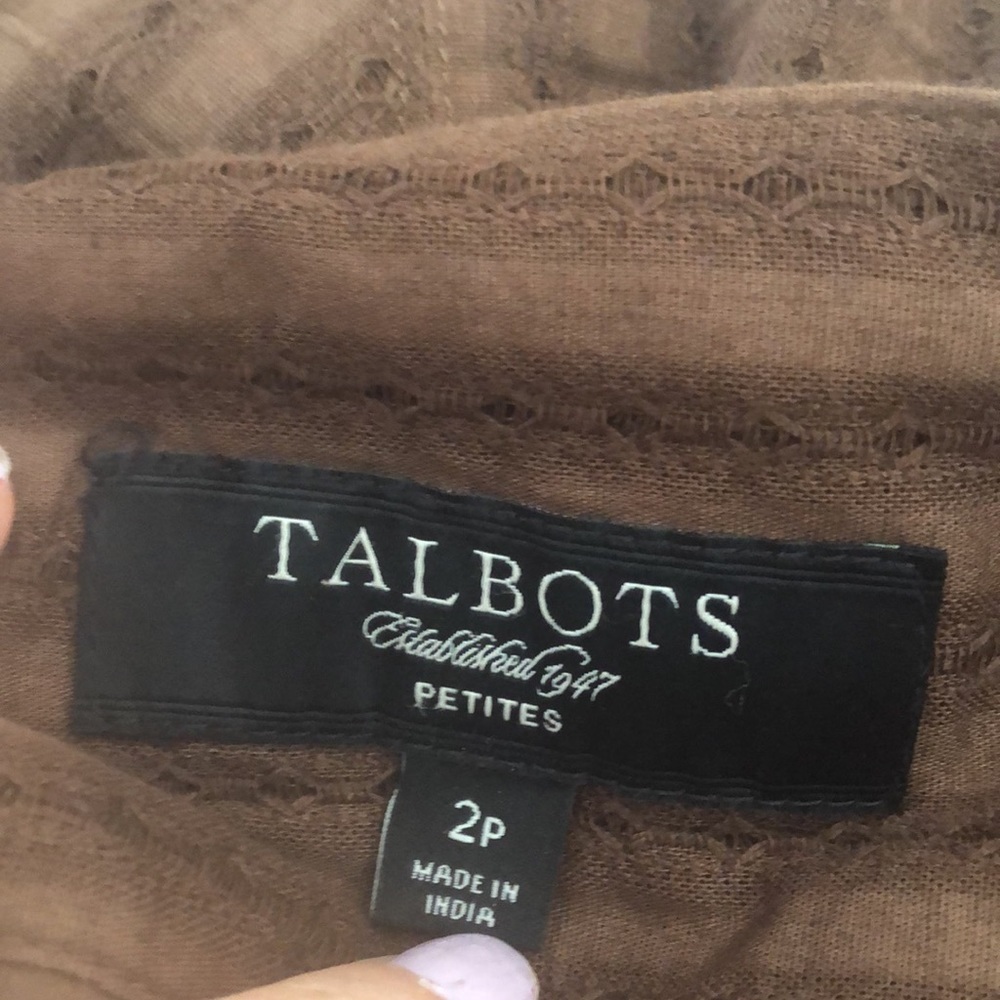 TALBOTS
Established 1947
PETITES
2P
MADE IN
INDIA